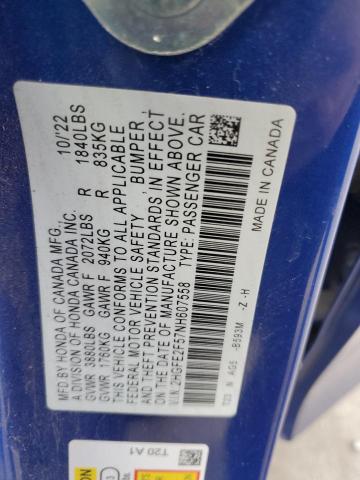 MFD. BY HONDA OF CANADA MFG., 10/'22
A DIVISION OF HONDA CANADA INC.
GVWR 3880LBS GAWR F 2072LBS R 1840LBS
GVWR 1760KG GAWR F 940KG R 835KG
THIS VEHICLE CONFORMS TO ALL APPLICABLE
FEDERAL MOTOR VEHICLE SAFETY, BUMPER,
AND THEFT PREVENTION STANDARDS IN EFFECT
ON THE DATE OF MANUFACTURE SHOWN ABOVE.
V.I.N. 2HGFE2F57NH607558 TYPE: PASSENGER CAR
T23 N AG5 -B593M -Z -H
MADE IN CANADA
T20 A1